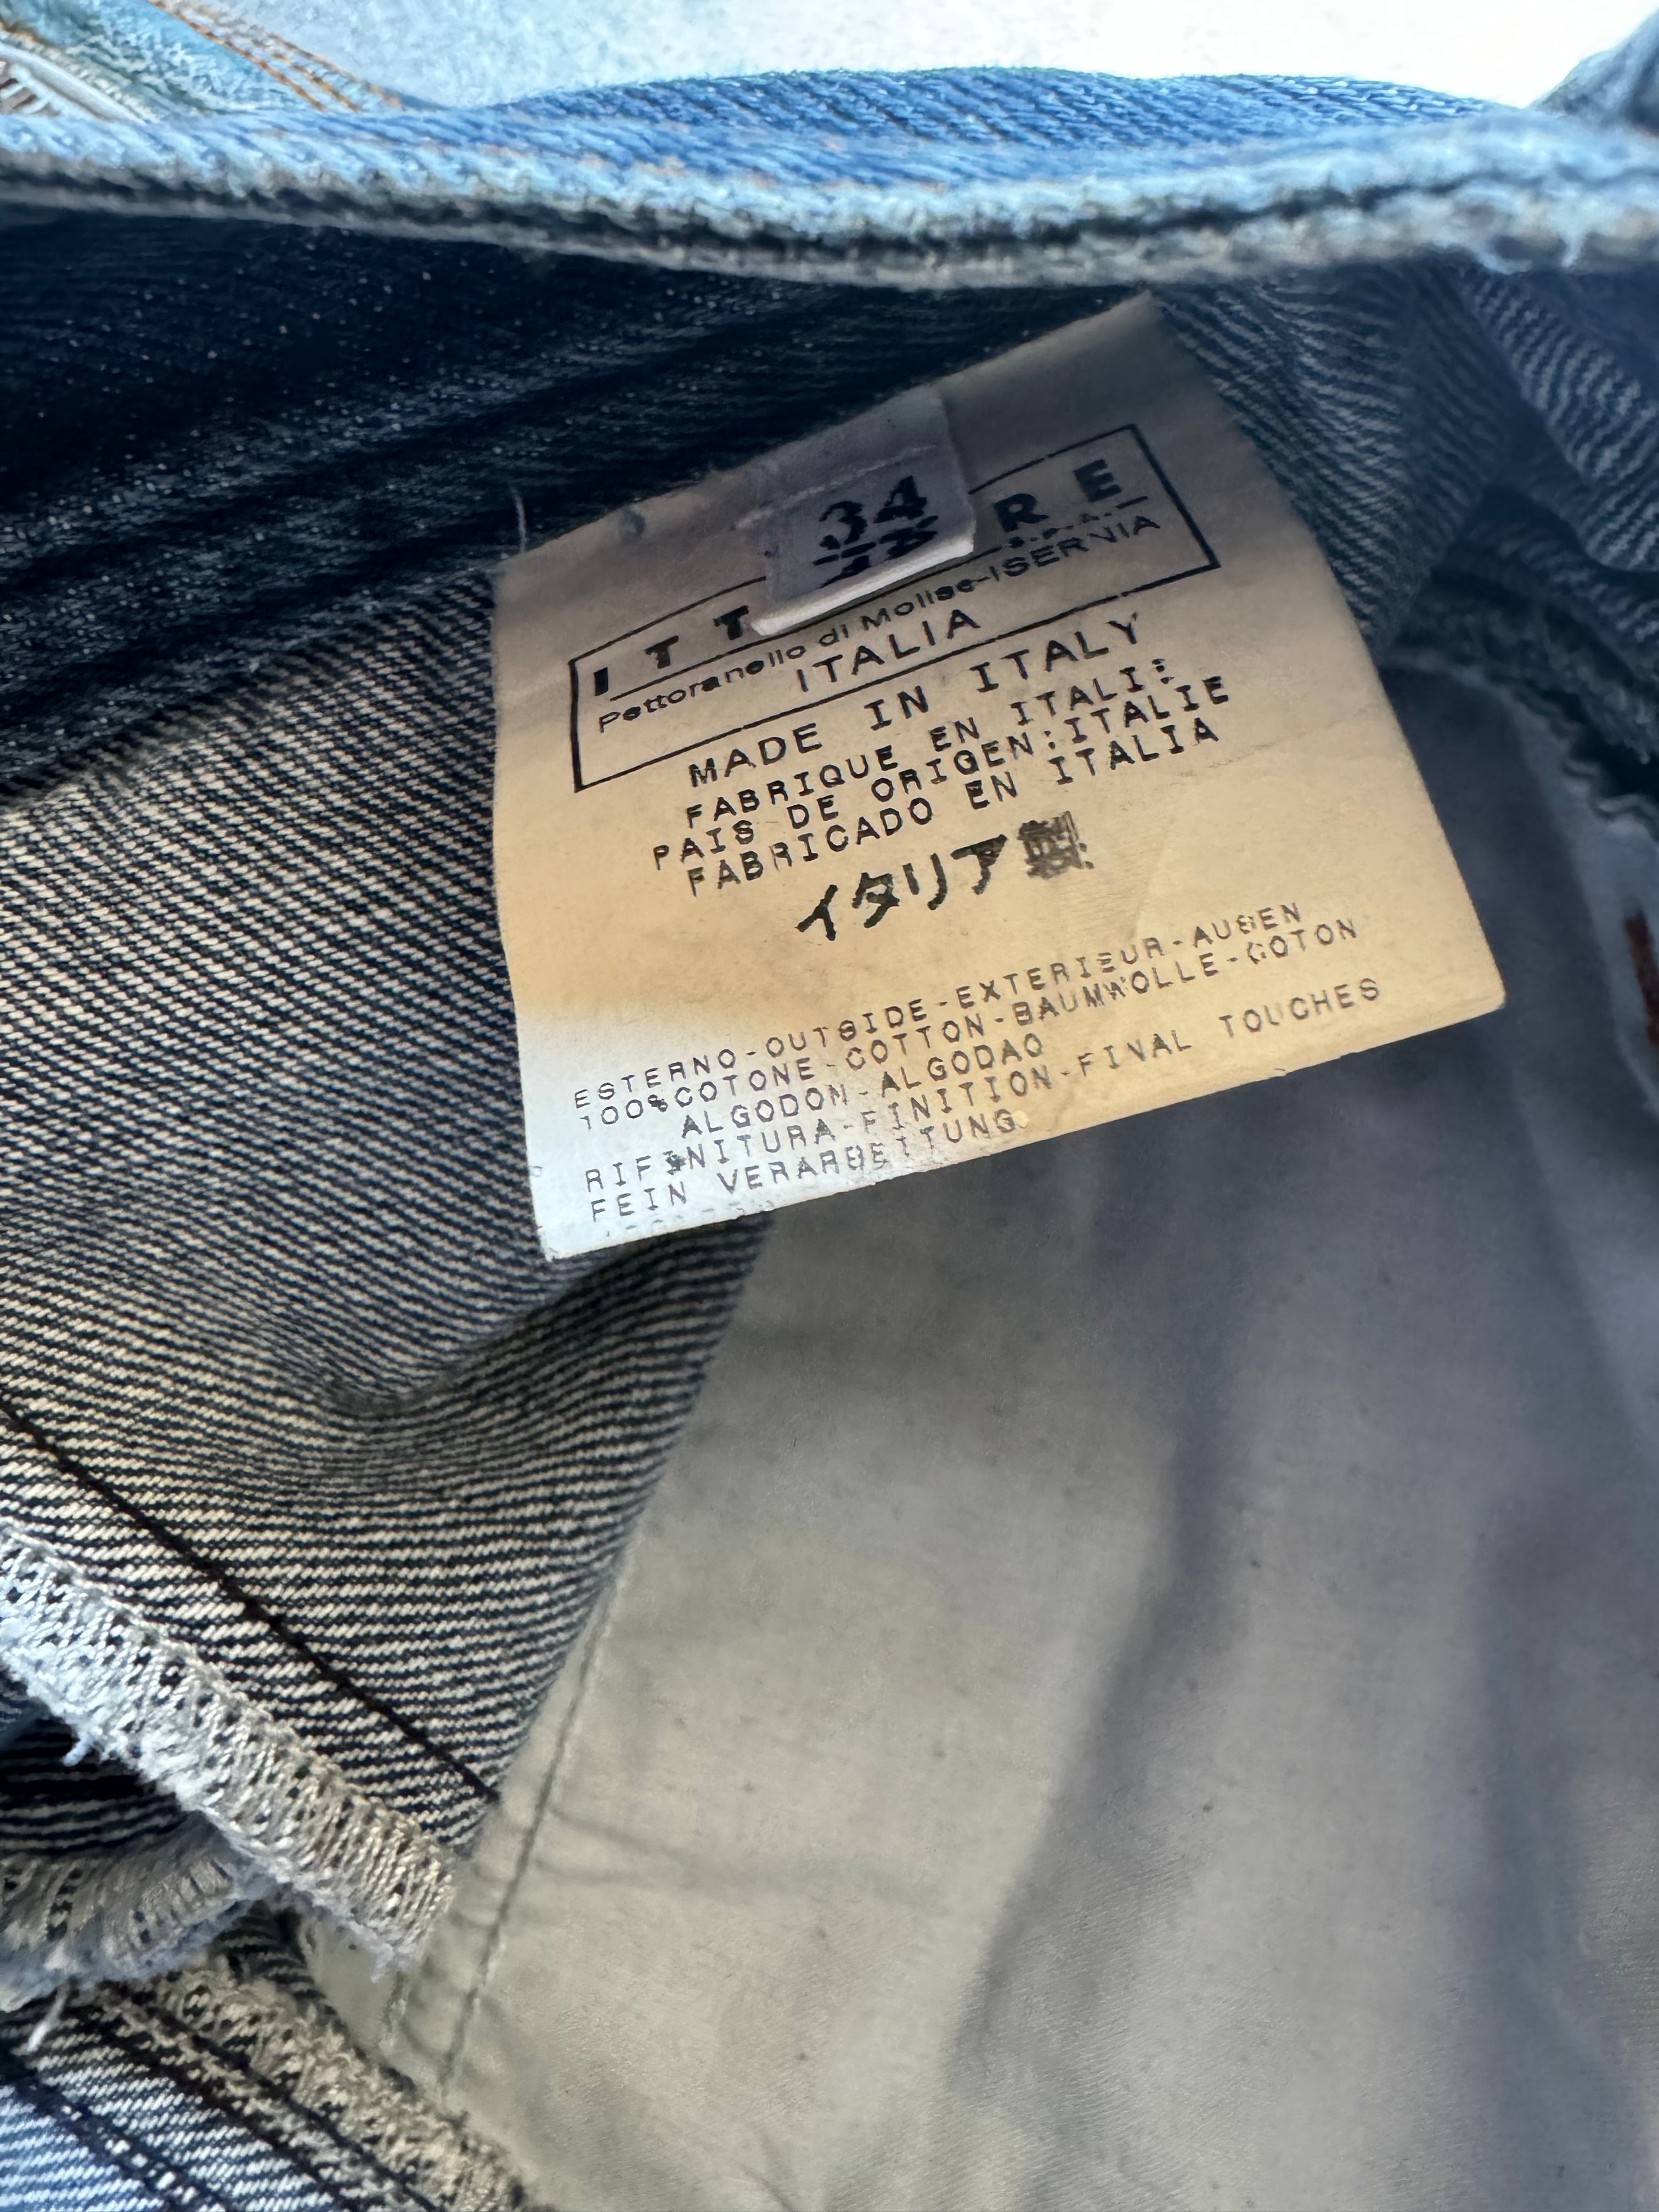 34
48
I T T R E
S.P.A.
Pettoranello di Molise-ISERNIA
ITALIA
MADE IN ITALY
FABRIQUE EN ITALI:
PAIS DE ORIGEN:ITALIE
FABRICADO EN ITALIA
イタリア製
ESTERNO-OUTSIDE-EXTERIEUR-AUßEN
100%COTONE-COTTON-BAUMWOLLE-COTON
ALGODON-ALGODAO
RIFINITURA-FINITION-FINAL TOUCHES
FEIN VERARBEITUNG